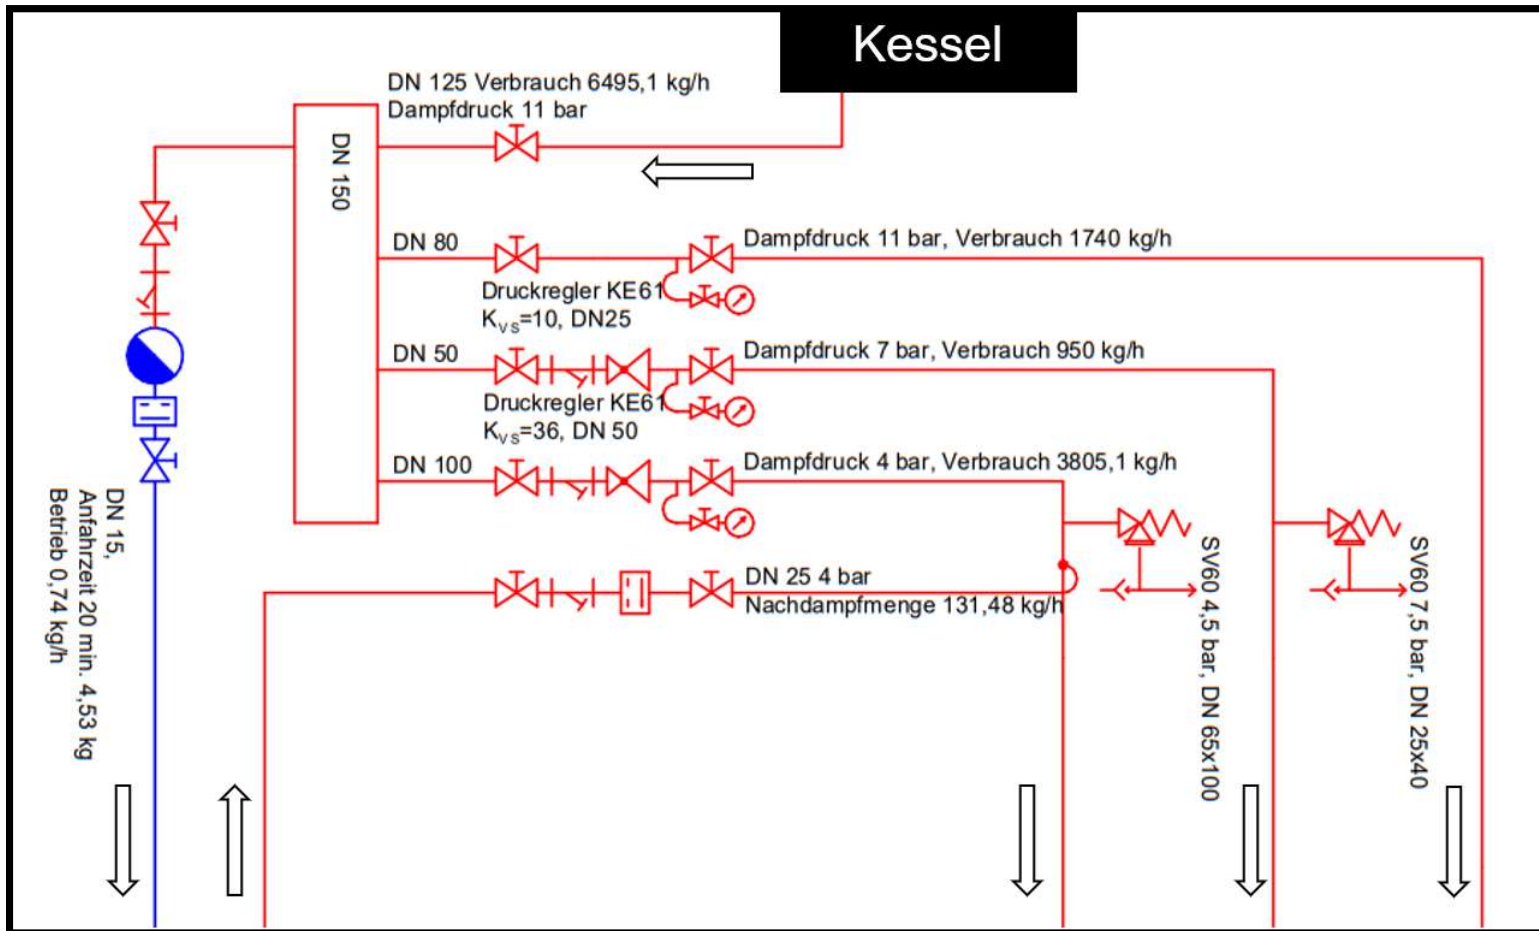 Kessel
DN 125 Verbrauch 6495,1 kg/h
Dampfdruck 11 bar
DN 150
DN 80
Dampfdruck 11 bar, Verbrauch 1740 kg/h
Druckregler KE61
Kvs=10, DN25
DN 50
Dampfdruck 7 bar, Verbrauch 950 kg/h
Druckregler KE61
Kvs=36, DN 50
DN 100
Dampfdruck 4 bar, Verbrauch 3805,1 kg/h
DN 25 4 bar
Nachdampfmenge 131,48 kg/h
DN 15,
Anfahrzeit 20 min. 4,53 kg
Betrieb 0,74 kg/h
SV60 4,5 bar, DN 65x100
SV60 7,5 bar, DN 25x40